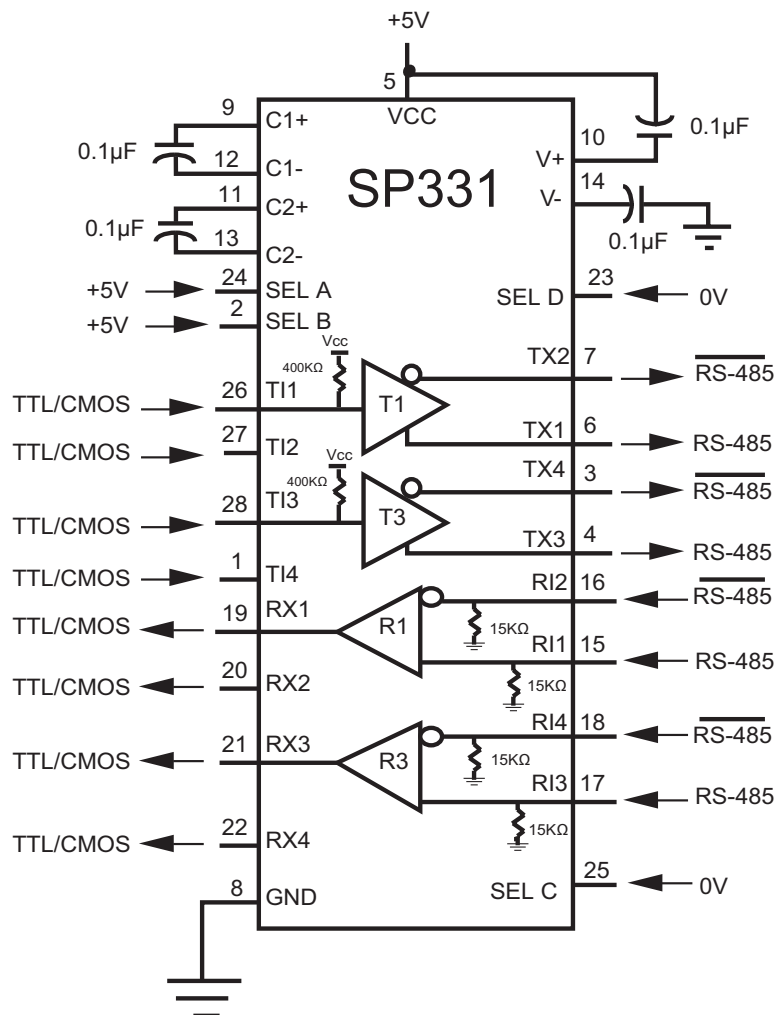 +5V
5
VCC
9
C1+
0.1µF
12
C1-
11
C2+
0.1µF
13
C2-
SP331
10
V+
0.1µF
14
V-
0.1µF
+5V
24
SEL A
+5V
2
SEL B
SEL D
23
0V
Vcc
400KΩ
TTL/CMOS
26
TI1
T1
TX2
7
RS-485
TX1
6
RS-485
TTL/CMOS
27
TI2
Vcc
400KΩ
TTL/CMOS
28
TI3
T3
TX4
3
RS-485
TX3
4
RS-485
TTL/CMOS
1
TI4
TTL/CMOS
19
RX1
R1
RI2
16
RS-485
15KΩ
RI1
15
RS-485
15KΩ
TTL/CMOS
20
RX2
TTL/CMOS
21
RX3
R3
RI4
18
RS-485
15KΩ
RI3
17
RS-485
15KΩ
TTL/CMOS
22
RX4
8
GND
SEL C
25
0V